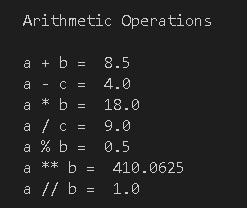 Arithmetic Operations
a + b =  8.5
a - c =  4.0
a * b =  18.0
a / c =  9.0
a % b =  0.5
a ** b =  410.0625
a // b =  1.0